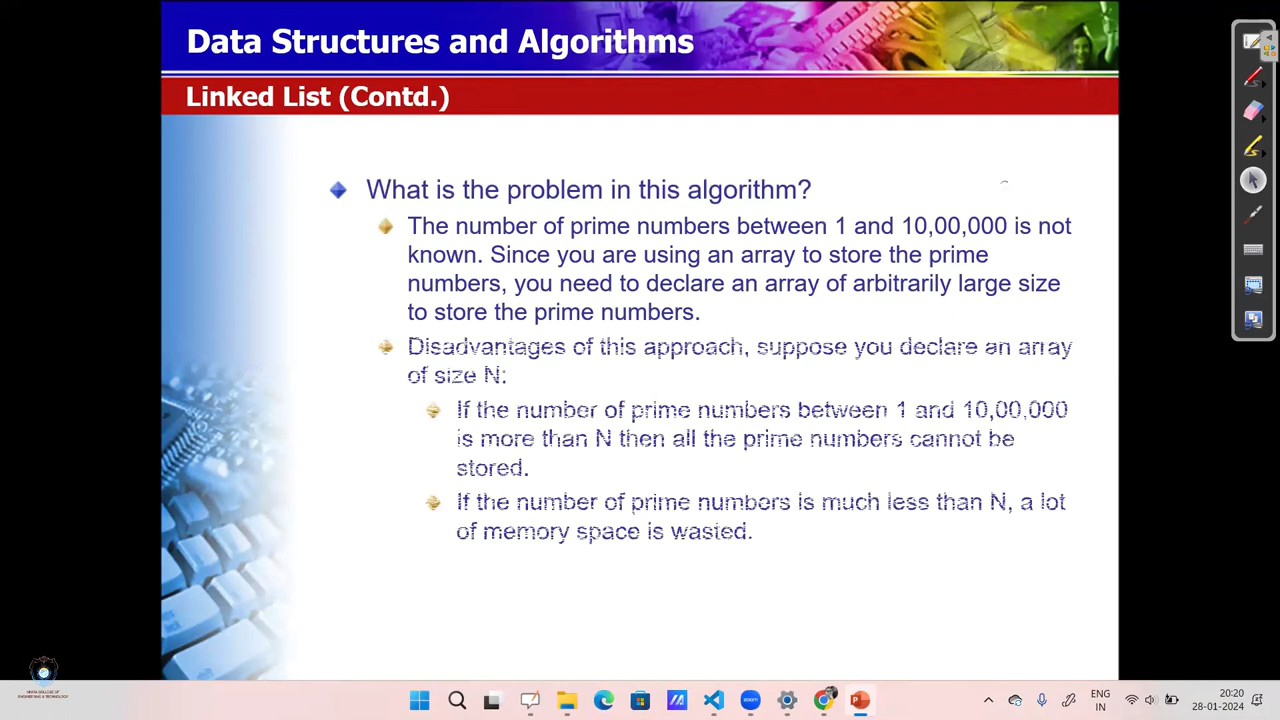 Data Structures and Algorithms
Linked List (Contd.)
What is the problem in this algorithm?
The number of prime numbers between 1 and 10,00,000 is not
known. Since you are using an array to store the prime
numbers, you need to declare an array of arbitrarily large size
to store the prime numbers.
Disadvantages of this approach, suppose you declare an array
of size N:
If the number of prime numbers between 1 and 10,00,000
is more than N then all the prime numbers cannot be
stored.
If the number of prime numbers is much less than N, a lot
of memory space is wasted.
ENG
IN
20:20
28-01-2024